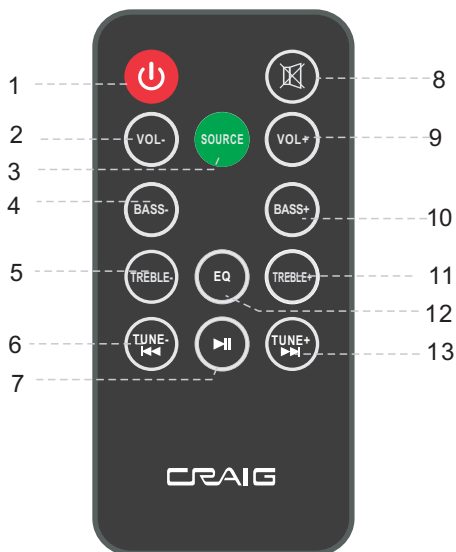 1
8
2
VOL-
SOURCE
VOL+
9
3
4
BASS-
BASS+
10
5
TREBLE-
EQ
TREBLE+
11
12
6
TUNE-
TUNE+
13
7
CRAIG